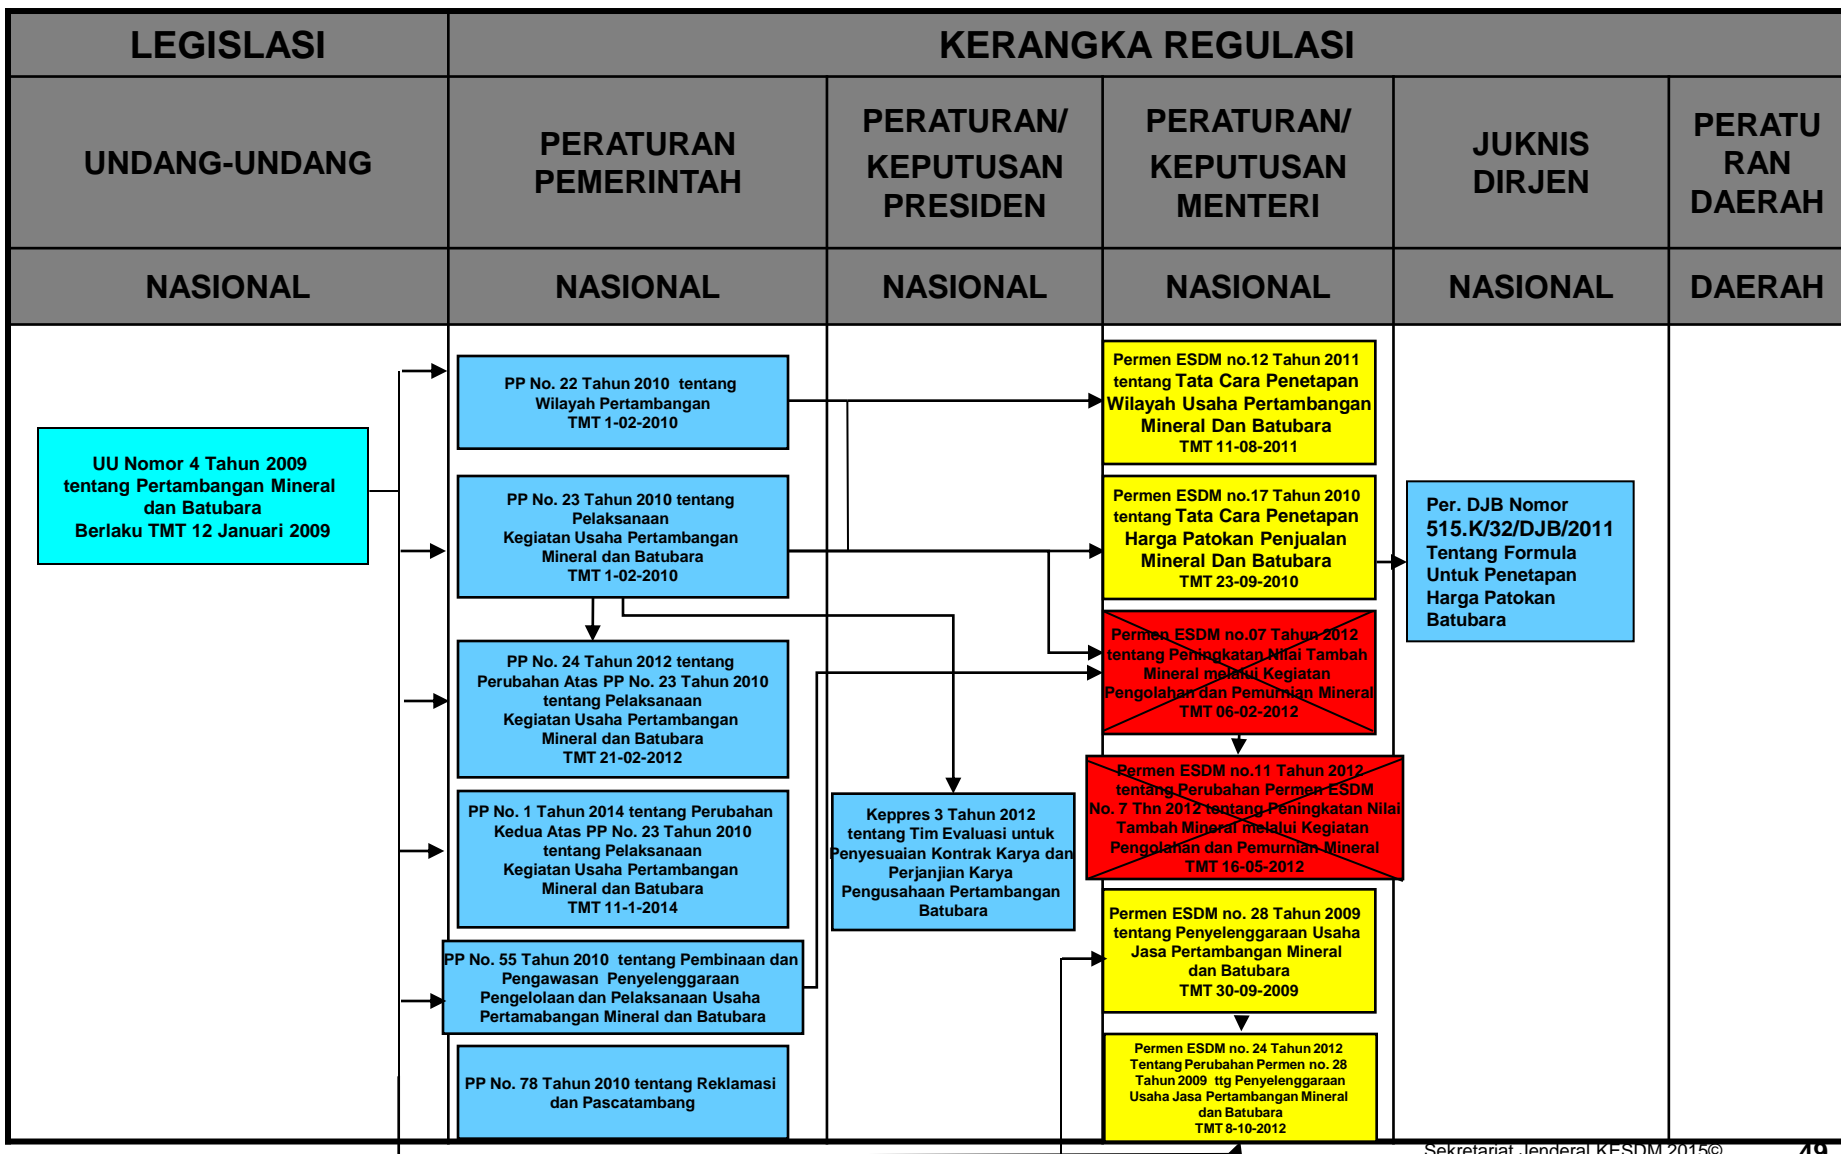 LEGISLASI
KERANGKA REGULASI
UNDANG-UNDANG
PERATURAN
PEMERINTAH
PERATURAN/
KEPUTUSAN
PRESIDEN
PERATURAN/
KEPUTUSAN
MENTERI
JUKNIS
DIRJEN
PERATU
RAN
DAERAH
NASIONAL
NASIONAL
NASIONAL
NASIONAL
NASIONAL
DAERAH
UU Nomor 4 Tahun 2009
tentang Pertambangan Mineral
dan Batubara
Berlaku TMT 12 Januari 2009
PP No. 22 Tahun 2010 tentang
Wilayah Pertambangan
TMT 1-02-2010
PP No. 23 Tahun 2010 tentang
Pelaksanaan
Kegiatan Usaha Pertambangan
Mineral dan Batubara
TMT 1-02-2010
PP No. 24 Tahun 2012 tentang
Perubahan Atas PP No. 23 Tahun 2010
tentang Pelaksanaan
Kegiatan Usaha Pertambangan
Mineral dan Batubara
TMT 21-02-2012
PP No. 1 Tahun 2014 tentang Perubahan
Kedua Atas PP No. 23 Tahun 2010
tentang Pelaksanaan
Kegiatan Usaha Pertambangan
Mineral dan Batubara
TMT 11-1-2014
PP No. 55 Tahun 2010 tentang Pembinaan dan
Pengawasan Penyelenggaraan
Pengelolaan dan Pelaksanaan Usaha
Pertamabangan Mineral dan Batubara
PP No. 78 Tahun 2010 tentang Reklamasi
dan Pascatambang
Keppres 3 Tahun 2012
tentang Tim Evaluasi untuk
Penyesuaian Kontrak Karya dan
Perjanjian Karya
Pengusahaan Pertambangan
Batubara
Permen ESDM no.12 Tahun 2011
tentang Tata Cara Penetapan
Wilayah Usaha Pertambangan
Mineral Dan Batubara
TMT 11-08-2011
Permen ESDM no.17 Tahun 2010
tentang Tata Cara Penetapan
Harga Patokan Penjualan
Mineral Dan Batubara
TMT 23-09-2010
Permen ESDM no.07 Tahun 2012
tentang Peningkatan Nilai Tambah
Mineral melalui Kegiatan
Pengolahan dan Pemurnian Mineral
TMT 06-02-2012
Permen ESDM no.11 Tahun 2012
tentang Perubahan Permen ESDM
No. 7 Thn 2012 tentang Peningkatan Nilai
Tambah Mineral melalui Kegiatan
Pengolahan dan Pemurnian Mineral
TMT 16-05-2012
Permen ESDM no. 28 Tahun 2009
tentang Penyelenggaraan Usaha
Jasa Pertambangan Mineral
dan Batubara
TMT 30-09-2009
Permen ESDM no. 24 Tahun 2012
Tentang Perubahan Permen no. 28
Tahun 2009 ttg Penyelenggaraan
Usaha Jasa Pertambangan Mineral
dan Batubara
TMT 8-10-2012
Per. DJB Nomor
515.K/32/DJB/2011
Tentang Formula
Untuk Penetapan
Harga Patokan
Batubara
Sekretariat Jenderal KESDM 2015©
49